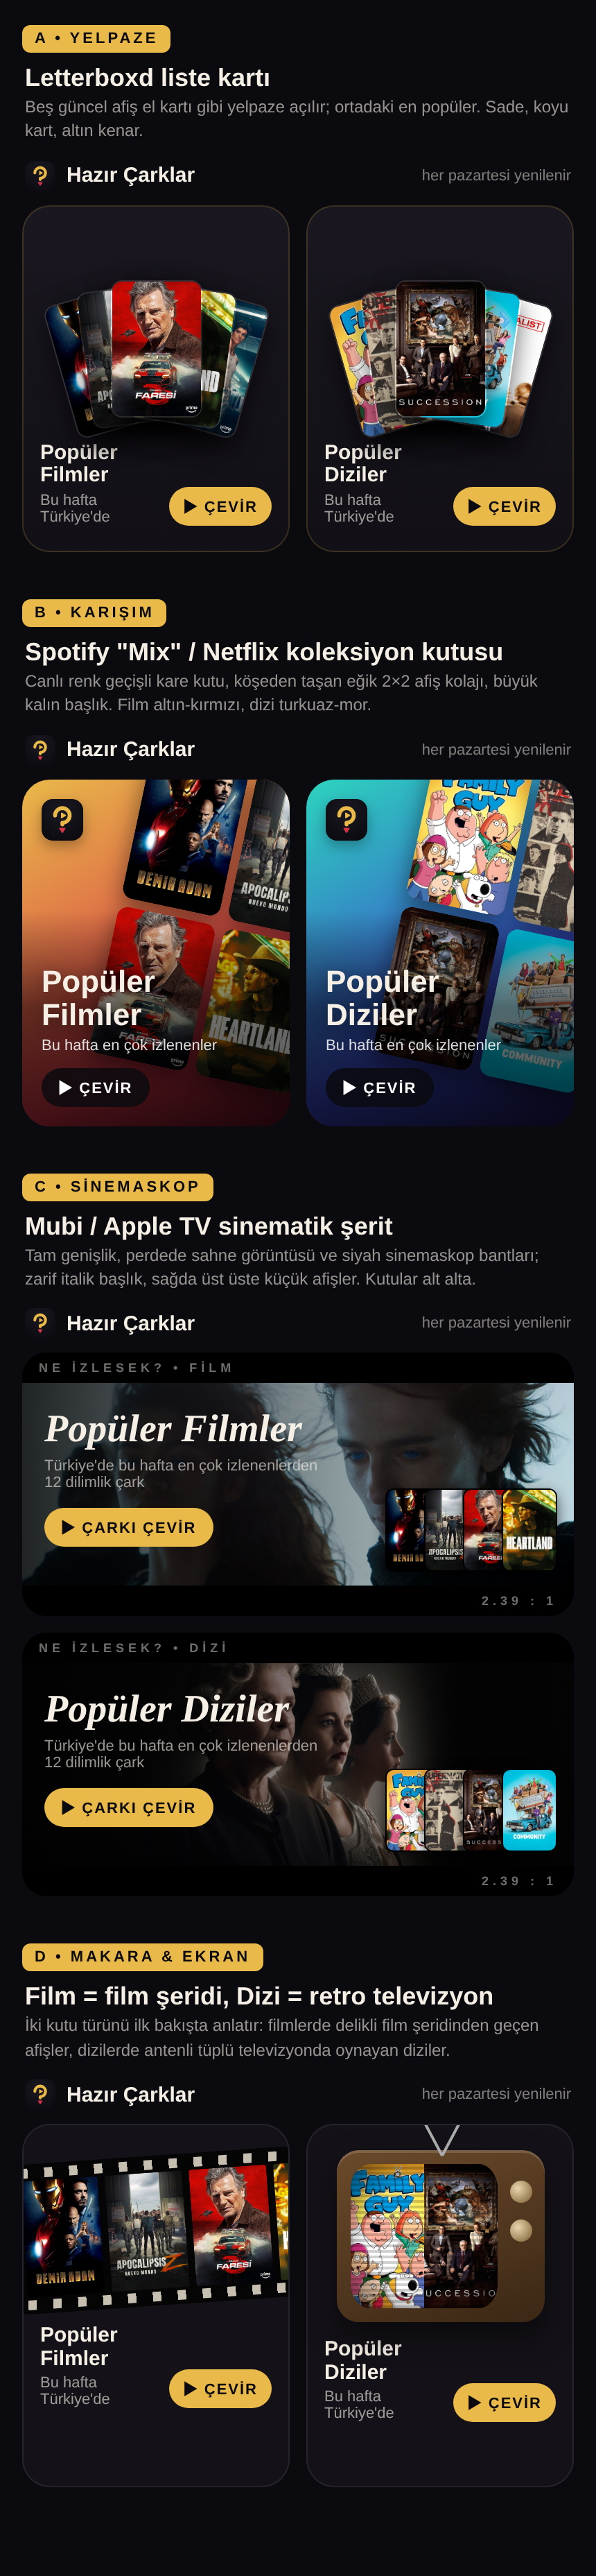 A • YELPAZE
Letterboxd liste kartı
Beş güncel afiş el kartı gibi yelpaze açılır; ortadaki en popüler. Sade, koyu
kart, altın kenar.
Hazır Çarklar
her pazartesi yenilenir
FARESİ
prime
SUCCESSION
Popüler
Filmler
Bu hafta
Türkiye'de
ÇEVİR
Popüler
Diziler
Bu hafta
Türkiye'de
ÇEVİR
B • KARIŞIM
Spotify "Mix" / Netflix koleksiyon kutusu
Canlı renk geçişli kare kutu, köşeden taşan eğik 2×2 afiş kolajı, büyük
kalın başlık. Film altın-kırmızı, dizi turkuaz-mor.
Hazır Çarklar
her pazartesi yenilenir
DEMİR ADAM
FAMILY
GUY
HEARTLAN
COMMUNITY
Popüler
Filmler
Bu hafta en çok izlenenler
ÇEVİR
Popüler
Diziler
Bu hafta en çok izlenenler
ÇEVİR
C • SİNEMASKOP
Mubi / Apple TV sinematik şerit
Tam genişlik, perdede sahne görüntüsü ve siyah sinemaskop bantları;
zarif italik başlık, sağda üst üste küçük afişler. Kutular alt alta.
Hazır Çarklar
her pazartesi yenilenir
NE İZLESEK? • FİLM
Popüler Filmler
Türkiye'de bu hafta en çok izlenenlerden
12 dilimlik çark
ÇARKI ÇEVİR
HEARTLAND
2.39 : 1
NE İZLESEK? • DİZİ
Popüler Diziler
Türkiye'de bu hafta en çok izlenenlerden
12 dilimlik çark
ÇARKI ÇEVİR
COMMUNITY
2.39 : 1
D • MAKARA & EKRAN
Film = film şeridi, Dizi = retro televizyon
İki kutu türünü ilk bakışta anlatır: filmlerde delikli film şeridinden geçen
afişler, dizilerde antenli tüplü televizyonda oynayan diziler.
Hazır Çarklar
her pazartesi yenilenir
DEMİR ADAM
APOCALIPSIS Z
NUEVO MUNDO
FARESİ
FAMILY
GUY
UCCESSIO
Popüler
Filmler
Bu hafta
Türkiye'de
ÇEVİR
Popüler
Diziler
Bu hafta
Türkiye'de
ÇEVİR